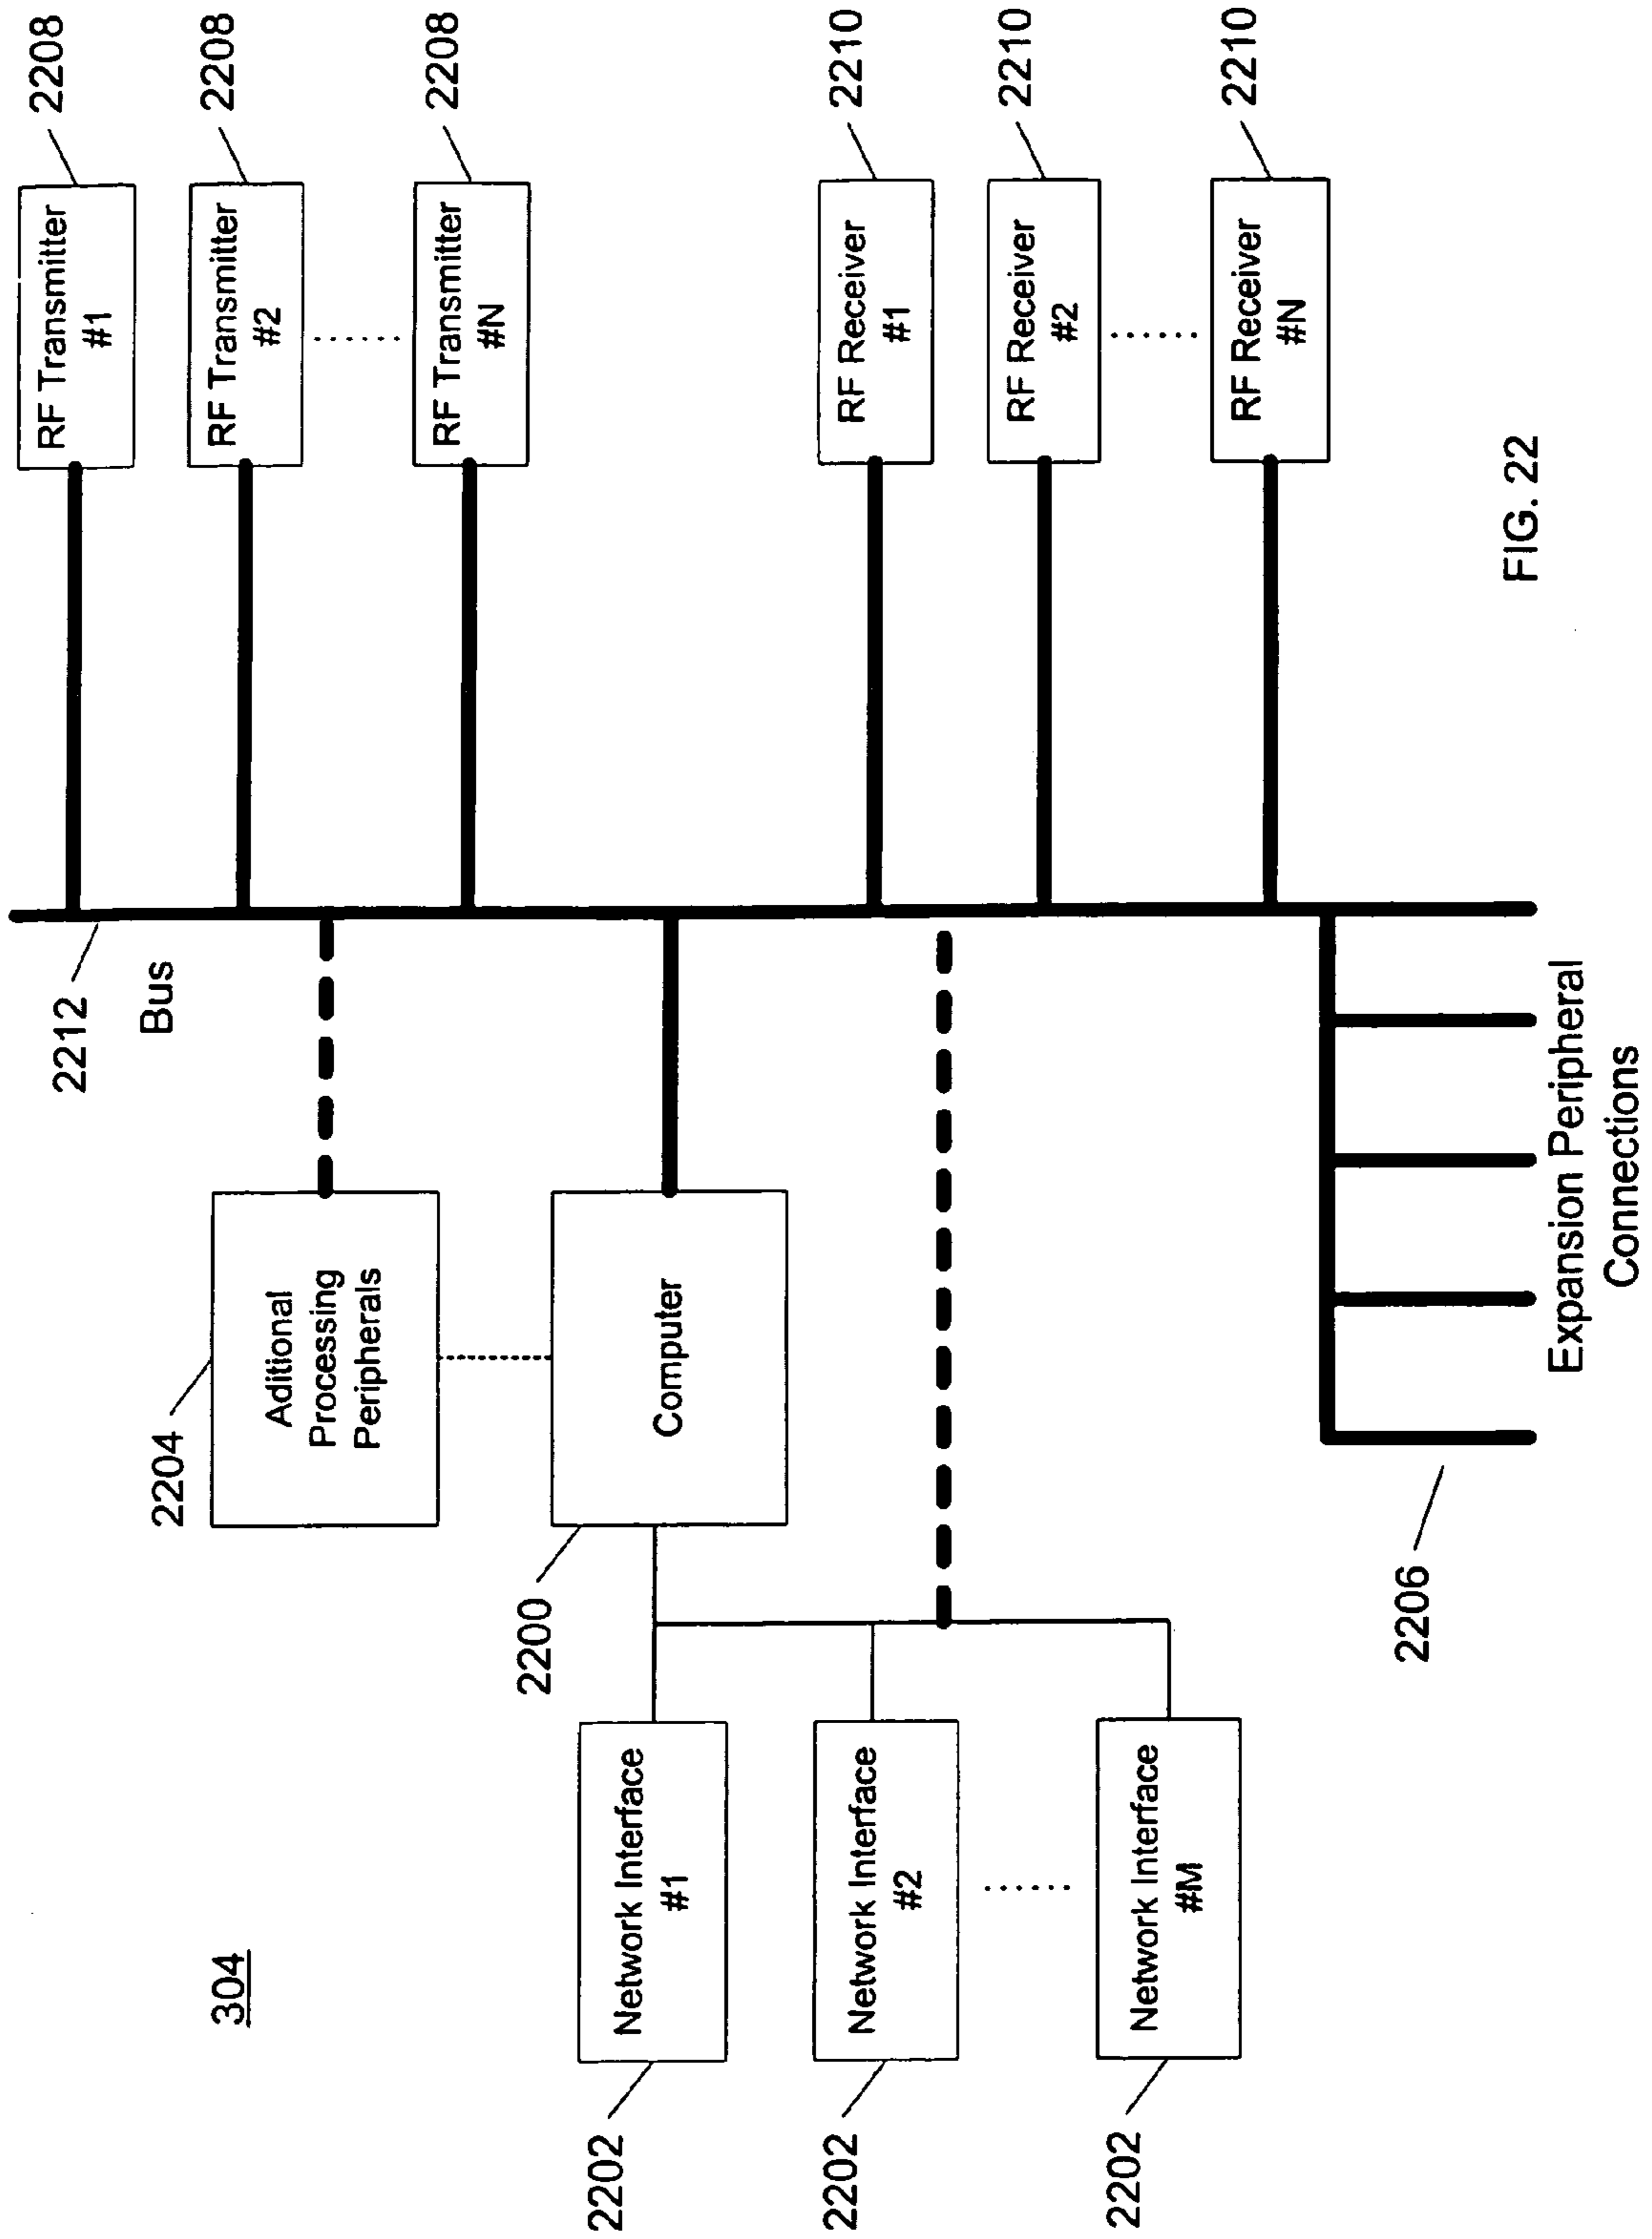 304
2212
Bus
2204
Aditional
Processing
Peripherals
2200
Computer
2202
Network Interface
#1
2202
Network Interface
#2
2202
Network Interface
#M
RF Transmitter
#1
2208
RF Transmitter
#2
2208
RF Transmitter
#N
2208
RF Receiver
#1
2210
RF Receiver
#2
2210
RF Receiver
#N
2210
2206
Expansion Peripheral
Connections
FIG. 22